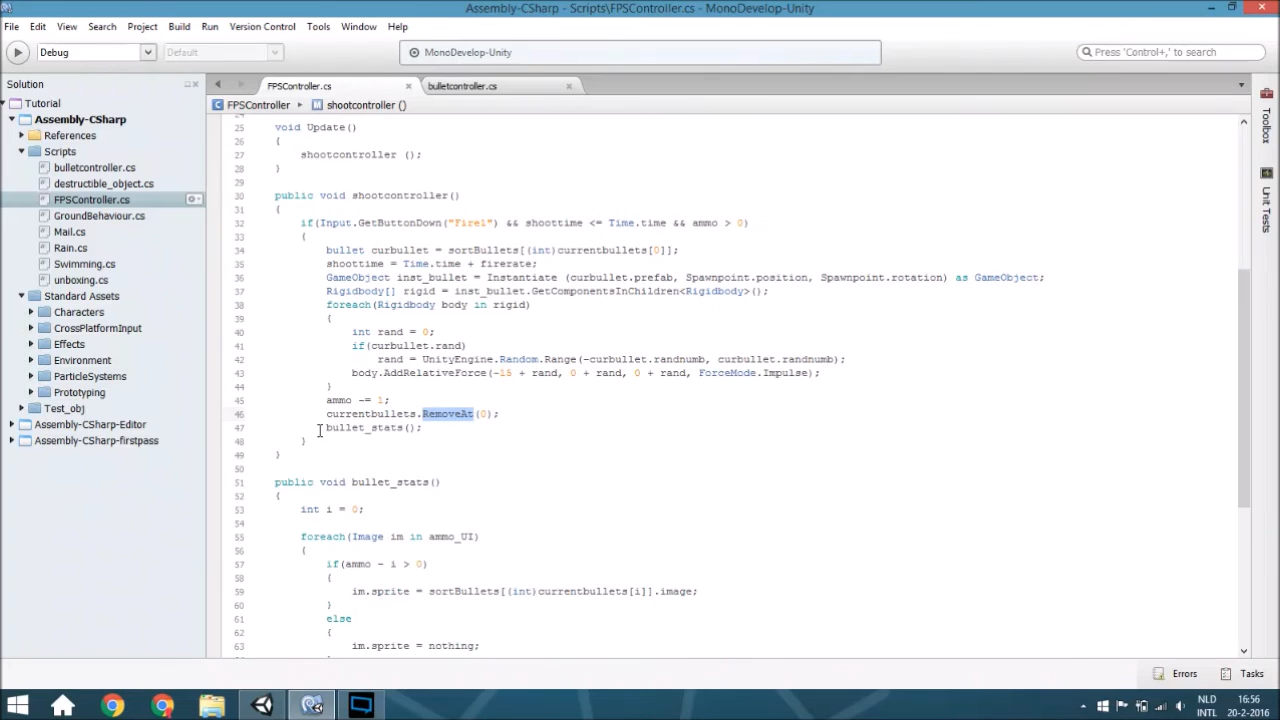 Assembly-CSharp - Scripts\FPSController.cs - MonoDevelop-Unity
File Edit View Search Project Build Run Version Control Tools Window Help
Debug Default MonoDevelop-Unity Press 'Control+,' to search
Solution
Tutorial
Assembly-CSharp
References
Scripts
bulletcontroller.cs
destructible_object.cs
FPSController.cs
GroundBehaviour.cs
Mail.cs
Rain.cs
Swimming.cs
unboxing.cs
Standard Assets
Characters
CrossPlatformInput
Effects
Environment
ParticleSystems
Prototyping
Test_obj
Assembly-CSharp-Editor
Assembly-CSharp-firstpass
FPSController.cs bulletcontroller.cs
FPSController shootcontroller ()
24
25 void Update()
26 {
27 shootcontroller ();
28 }
29
30 public void shootcontroller()
31 {
32 if(Input.GetButtonDown("Fire1") && shoottime <= Time.time && ammo > 0)
33 {
34 bullet curbullet = sortBullets[(int)currentbullets[0]];
35 shoottime = Time.time + firerate;
36 GameObject inst_bullet = Instantiate (curbullet.prefab, Spawnpoint.position, Spawnpoint.rotation) as GameObject;
37 Rigidbody[] rigid = inst_bullet.GetComponentsInChildren<Rigidbody>();
38 foreach(Rigidbody body in rigid)
39 {
40 int rand = 0;
41 if(curbullet.rand)
42 rand = UnityEngine.Random.Range(-curbullet.randnumb, curbullet.randnumb);
43 body.AddRelativeForce(-15 + rand, 0 + rand, 0 + rand, ForceMode.Impulse);
44 }
45 ammo -= 1;
46 currentbullets.RemoveAt(0);
47 bullet_stats();
48 }
49 }
50
51 public void bullet_stats()
52 {
53 int i = 0;
54
55 foreach(Image im in ammo_UI)
56 {
57 if(ammo - i > 0)
58 {
59 im.sprite = sortBullets[(int)currentbullets[i]].image;
60 }
61 else
62 {
63 im.sprite = nothing;
Toolbox
Unit Tests
Errors Tasks
NLD 16:56
INTL 20-2-2016